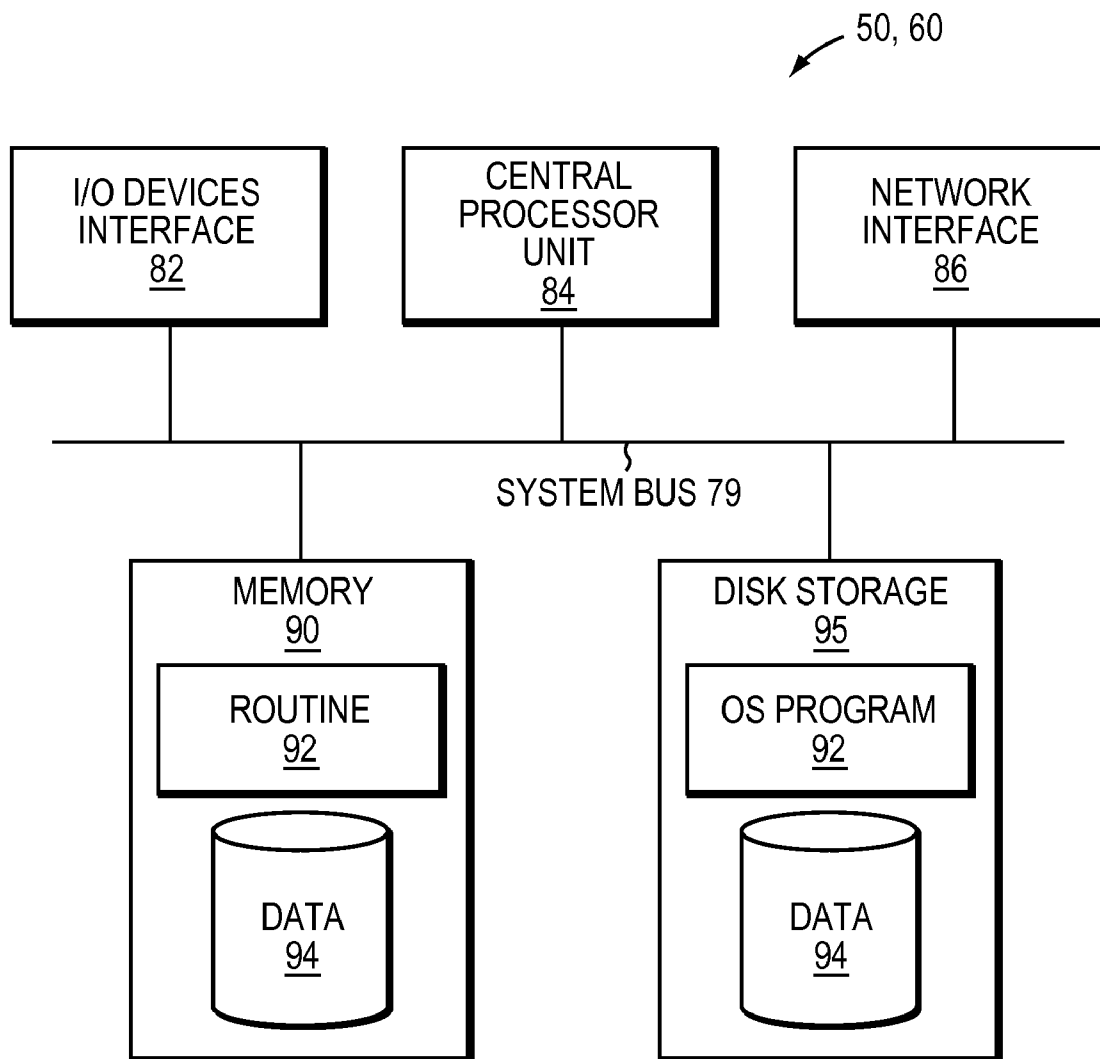 50, 60
I/O DEVICES
INTERFACE
82
CENTRAL
PROCESSOR
UNIT
84
NETWORK
INTERFACE
86
SYSTEM BUS 79
MEMORY
90
ROUTINE
92
DATA
94
DISK STORAGE
95
OS PROGRAM
92
DATA
94